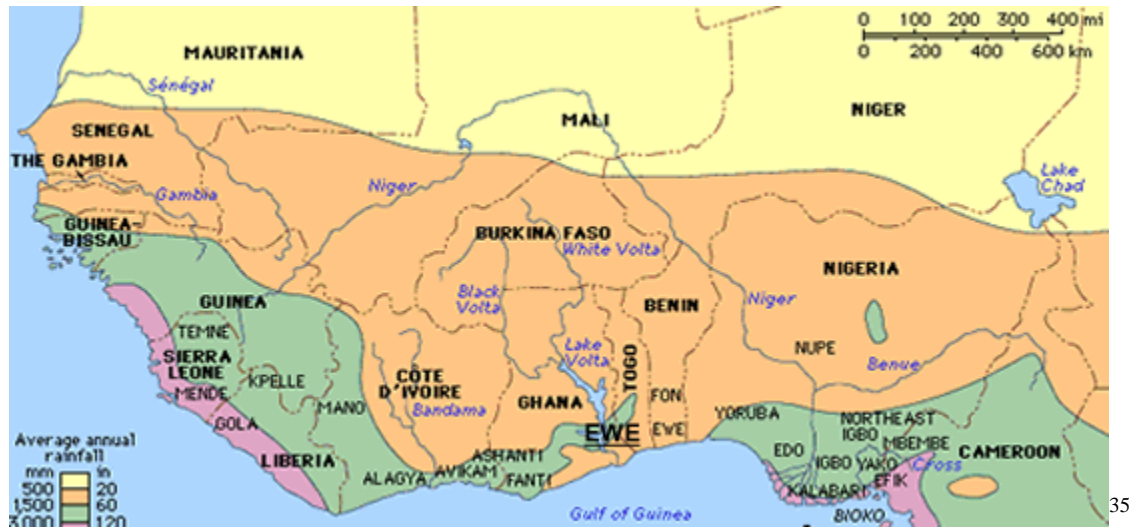 0 100 200 300 400 mi
0 200 400 600 km
MAURITANIA
Sénégal
NIGER
MALI
SENEGAL
THE GAMBIA
Lake
Chad
Niger
Gambia
GUINEA-
BISSAU
BURKINA FASO
White Volta
NIGERIA
GUINEA
Black
Volta
BENIN
Niger
TEMNE
Lake
Volta
TOGO
NUPE
Benue
SIERRA
LEONE
KPELLE
CÔTE
D'IVOIRE
MENDE
MANO
Bandama
GHANA
FON
GOLA
YORUBA
NORTHEAST
IGBO
EWE
EWE
MBEMBE
Average annual
rainfall
mm in
500 20
1,500 60
3,000 120
LIBERIA
ASHANTI
EDO
IGBO
YAKO
Cross
CAMEROON
ALAGYA
AVIKAM
FANTI
EFIK
KALABARI
BIOKO
Gulf of Guinea
35